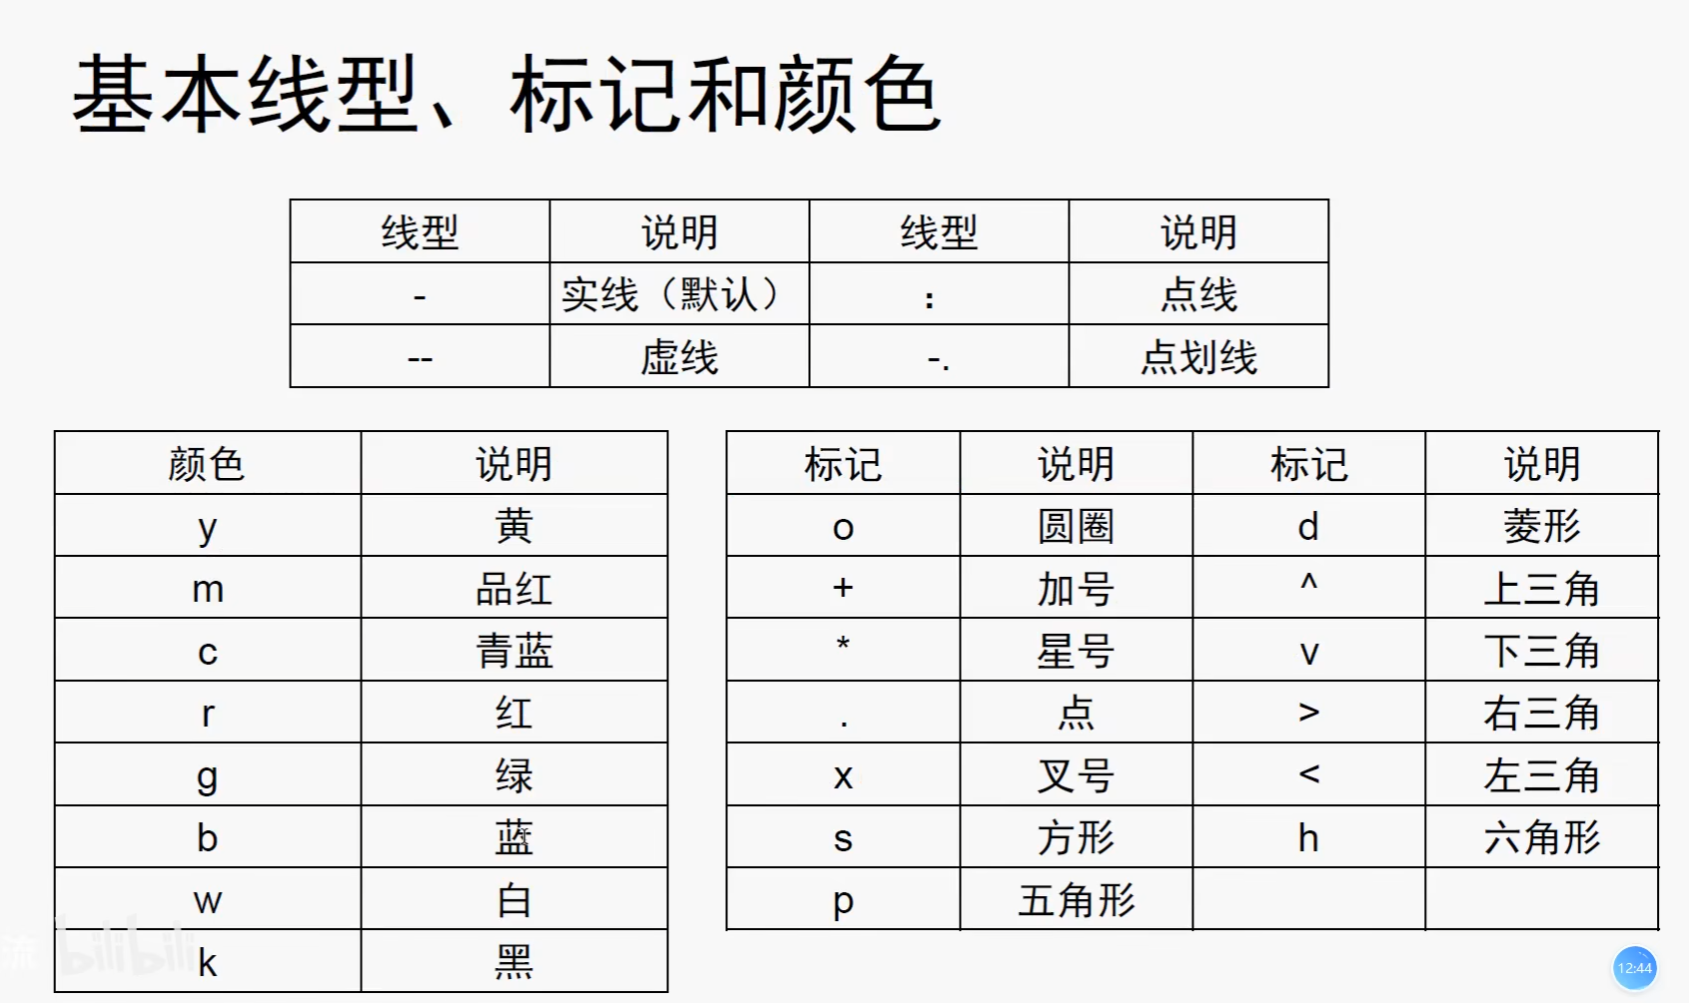 基本线型、标记和颜色
线型 说明 线型 说明
- 实线（默认） : 点线
-- 虚线 -. 点划线
颜色 说明
y 黄
m 品红
c 青蓝
r 红
g 绿
b 蓝
w 白
k 黑
标记 说明 标记 说明
o 圆圈 d 菱形
+ 加号 ^ 上三角
* 星号 v 下三角
. 点 > 右三角
x 叉号 < 左三角
s 方形 h 六角形
p 五角形
bilibili
12:44